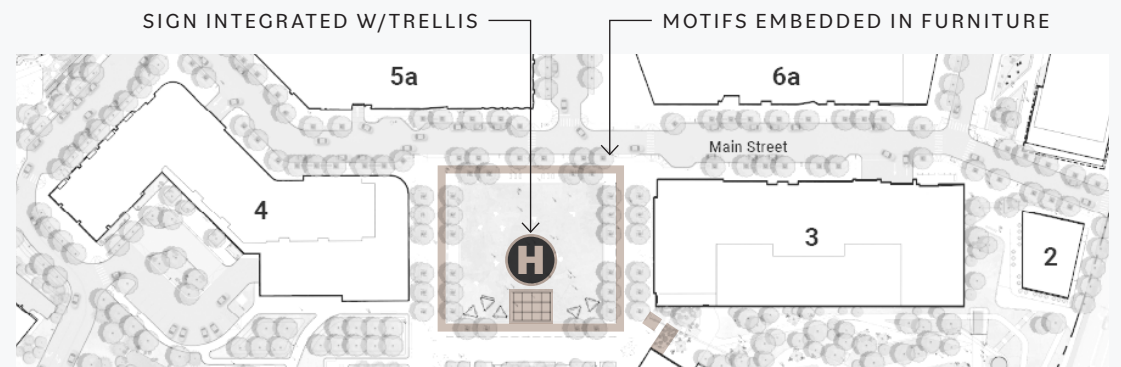 SIGN INTEGRATED W/TRELLIS
MOTIFS EMBEDDED IN FURNITURE
5a
6a
Main Street
4
3
2
H